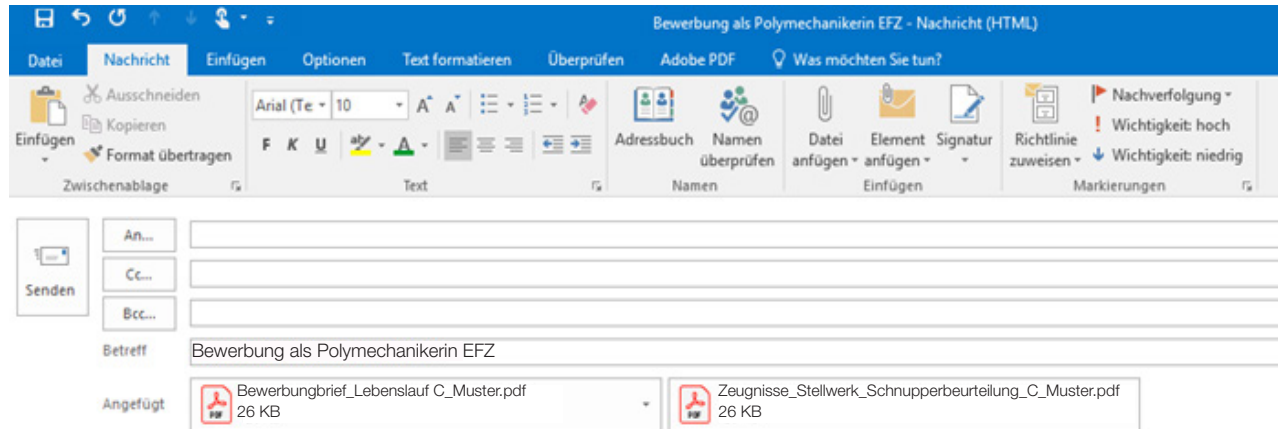 Bewerbung als Polymechanikerin EFZ - Nachricht (HTML)
Datei Nachricht Einfügen Optionen Text formatieren Überprüfen Adobe PDF Was möchten Sie tun?
Einfügen
Ausschneiden
Kopieren
Format übertragen
Zwischenablage
Arial (Te 10
F K U
Text
Adressbuch
Namen überprüfen
Namen
Datei anfügen
Element anfügen
Signatur
Einfügen
Richtlinie zuweisen
Nachverfolgung
Wichtigkeit: hoch
Wichtigkeit: niedrig
Markierungen
Senden
An...
Cc...
Bcc...
Betreff Bewerbung als Polymechanikerin EFZ
Angefügt
Bewerbungbrief_Lebenslauf C_Muster.pdf
26 KB
Zeugnisse_Stellwerk_Schnupperbeurteilung_C_Muster.pdf
26 KB